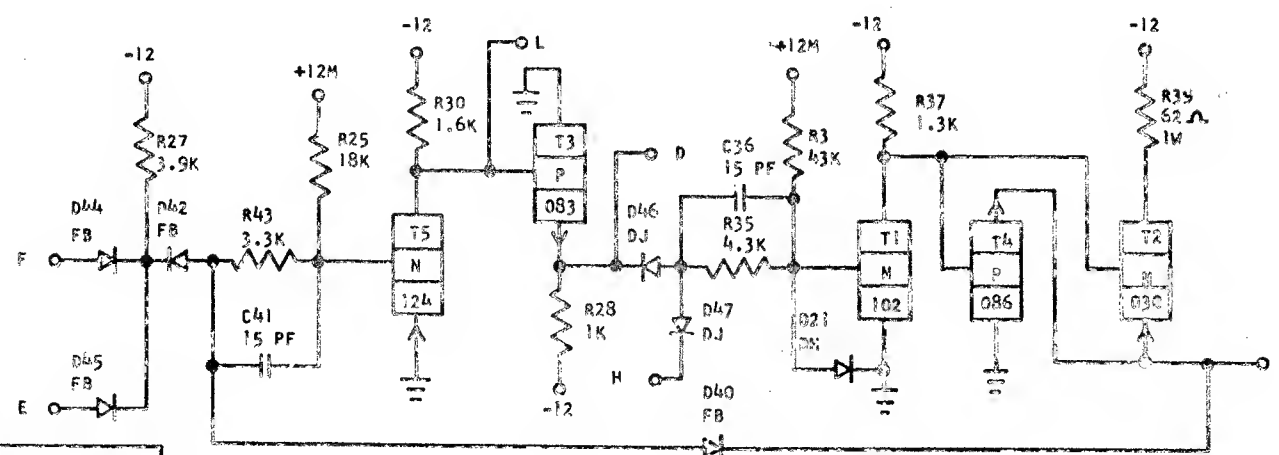 -12
R27
3.9K
+12M
R25
18K
-12
R30
1.6K
L
T3
P
083
D
C36
15 PF
+12M
R3
43K
-12
R37
1.3K
-12
62 Ω
1W
D44
FB
D42
FB
R43
3.3K
F
C41
15 PF
T5
N
124
D46
DJ
R35
4.3K
R28
1K
-12
D47
DJ
H
D21
T1
102
T4
P
086
T2
030
D45
FB
E
D40
FB